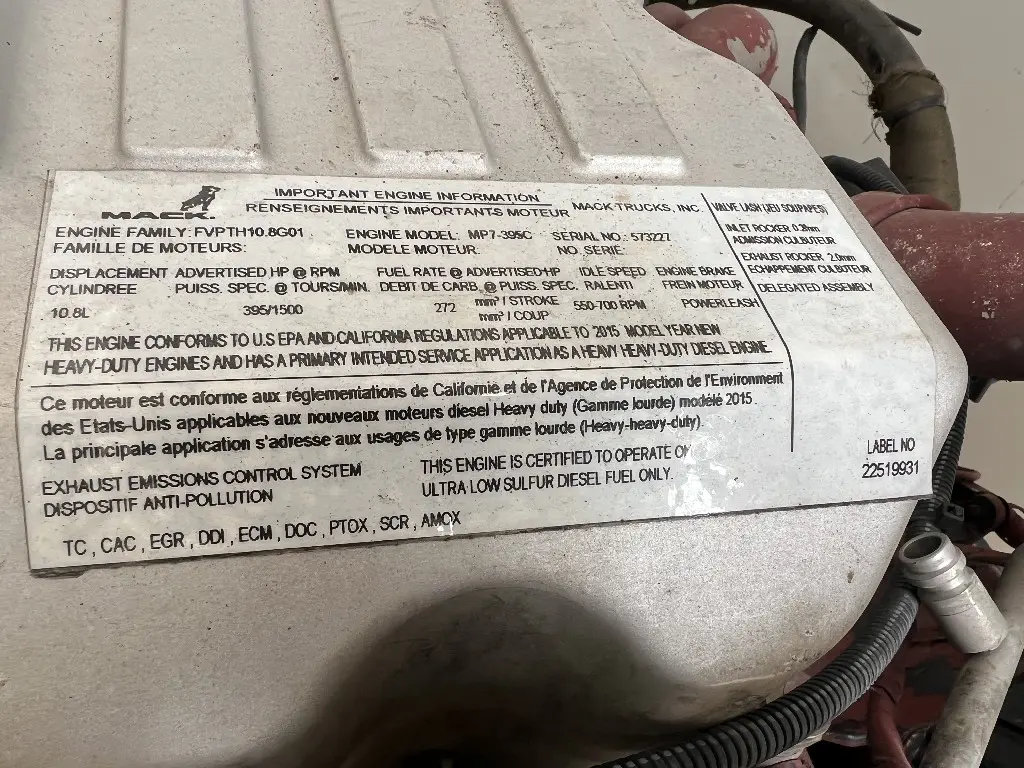 IMPORTANT ENGINE INFORMATION
MACK. RENSEIGNEMENTS IMPORTANTS MOTEUR MACK TRUCKS, INC.
ENGINE FAMILY: FVPTH10.8G01 ENGINE MODEL: MP7-395C SERIAL NO.: 573227
FAMILLE DE MOTEURS: MODELE MOTEUR: NO. SERIE:
DISPLACEMENT ADVERTISED HP @ RPM FUEL RATE @ ADVERTISED HP IDLE SPEED ENGINE BRAKE
CYLINDREE PUISS. SPEC. @ TOURS/MIN. DEBIT DE CARB. @ PUISS. SPEC. RALENTI FREIN MOTEUR
10.8L 395/1500 272 mm³ / STROKE 550-700 RPM POWERLEASH
mm³ / COUP
THIS ENGINE CONFORMS TO U.S EPA AND CALIFORNIA REGULATIONS APPLICABLE TO 2015 MODEL YEAR NEW
HEAVY-DUTY ENGINES AND HAS A PRIMARY INTENDED SERVICE APPLICATION AS A HEAVY HEAVY-DUTY DIESEL ENGINE.
VALVE LASH (JEU SOUPAPES)
INLET ROCKER 0.2mm
ADMISSION CULBUTEUR
EXHAUST ROCKER 2.0mm
ECHAPPEMENT CULBUTEUR
DELEGATED ASSEMBLY
Ce moteur est conforme aux réglementations de Californie et de l'Agence de Protection de l'Environment
des Etats-Unis applicables aux nouveaux moteurs diesel Heavy duty (Gamme lourde) modelé 2015.
La principale application s'adresse aux usages de type gamme lourde (Heavy-heavy-duty).
EXHAUST EMISSIONS CONTROL SYSTEM
DISPOSITIF ANTI-POLLUTION
THIS ENGINE IS CERTIFIED TO OPERATE ON
ULTRA LOW SULFUR DIESEL FUEL ONLY.
LABEL NO
22519931
TC , CAC , EGR , DDI , ECM , DOC , PTOX , SCR , AMOX